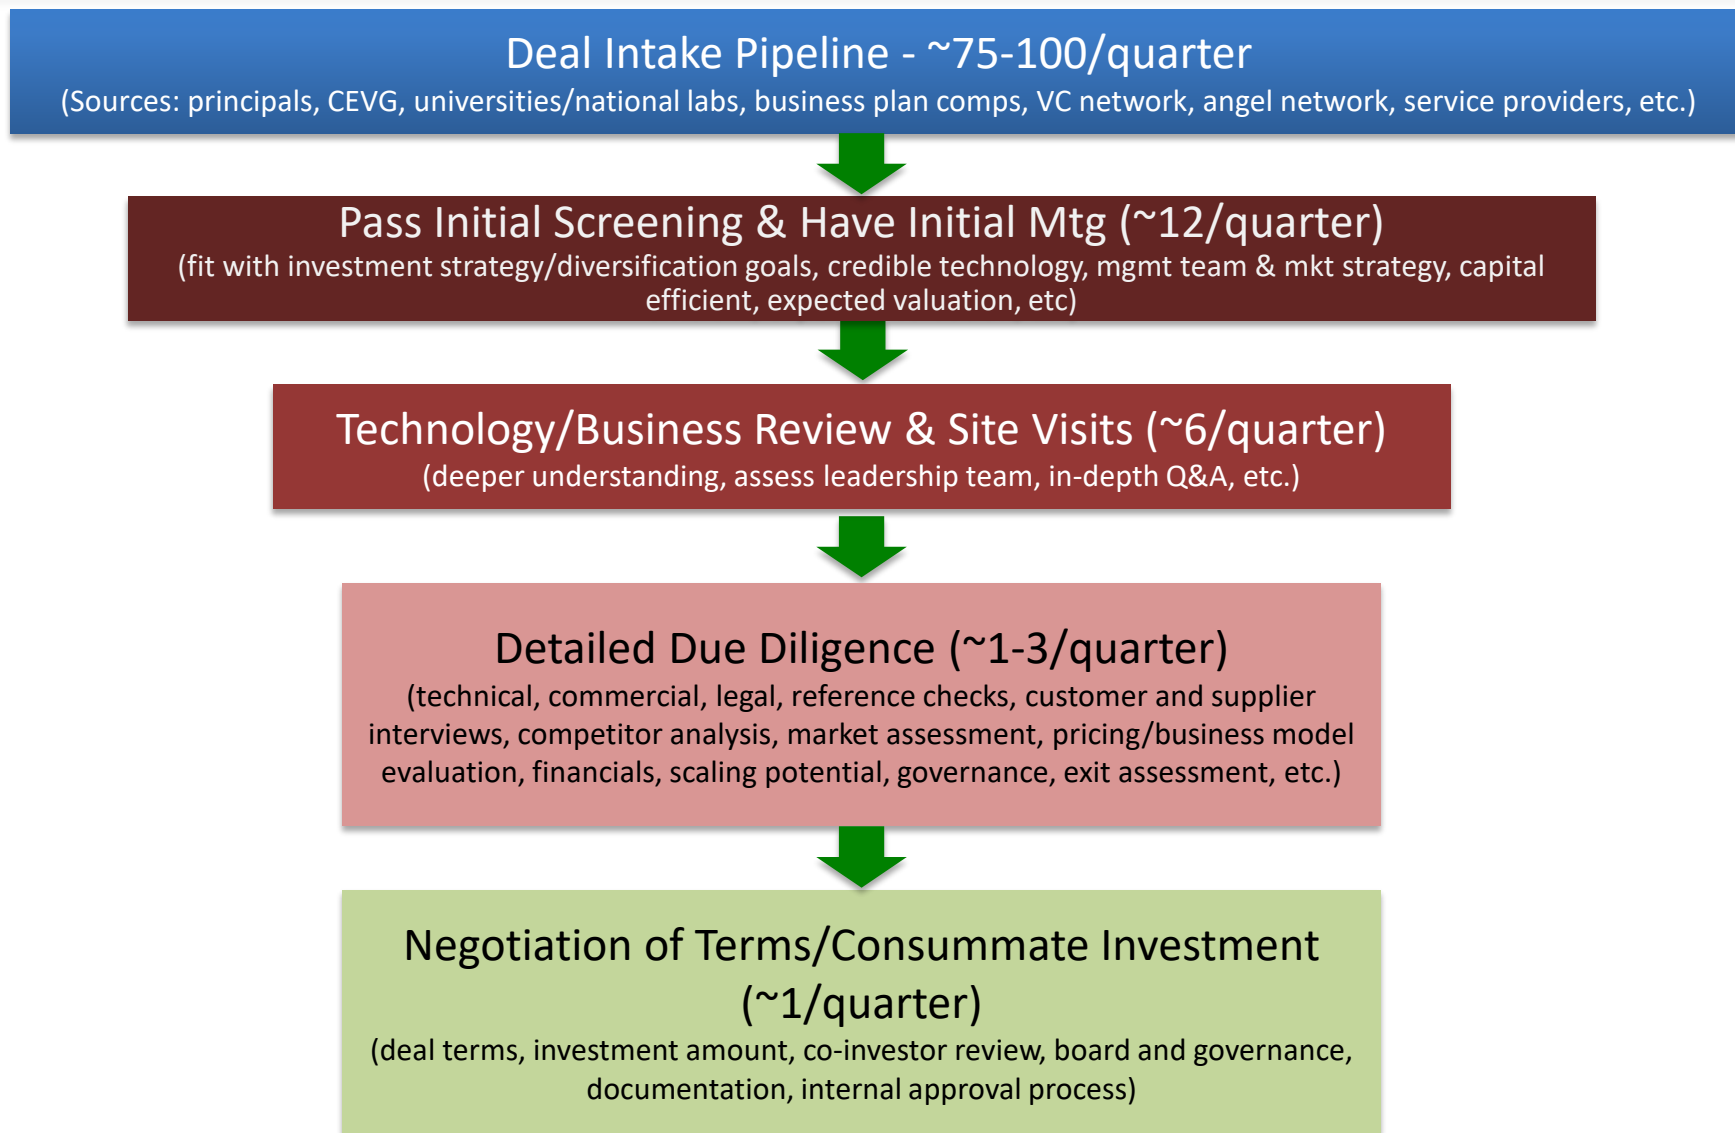 Deal Intake Pipeline - ~75-100/quarter
(Sources: principals, CEVG, universities/national labs, business plan comps, VC network, angel network, service providers, etc.)
Pass Initial Screening & Have Initial Mtg (~12/quarter)
(fit with investment strategy/diversification goals, credible technology, mgmt team & mkt strategy, capital
efficient, expected valuation, etc)
Technology/Business Review & Site Visits (~6/quarter)
(deeper understanding, assess leadership team, in-depth Q&A, etc.)
Detailed Due Diligence (~1-3/quarter)
(technical, commercial, legal, reference checks, customer and supplier
interviews, competitor analysis, market assessment, pricing/business model
evaluation, financials, scaling potential, governance, exit assessment, etc.)
Negotiation of Terms/Consummate Investment
(~1/quarter)
(deal terms, investment amount, co-investor review, board and governance,
documentation, internal approval process)